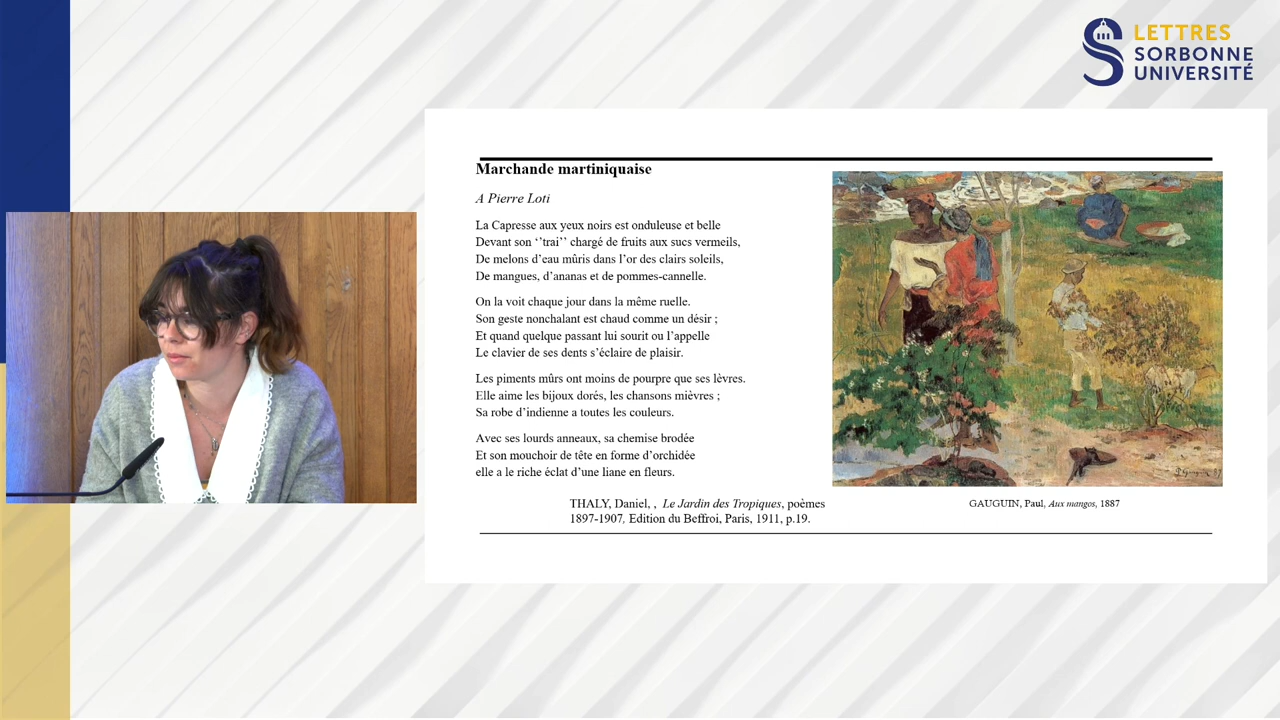 LETTRES
SORBONNE
UNIVERSITÉ
Marchande martiniquaise
A Pierre Loti
La Capresse aux yeux noirs est onduleuse et belle
Devant son ‘’trai’’ chargé de fruits aux sucs vermeils,
De melons d’eau mûris dans l’or des clairs soleils,
De mangues, d’ananas et de pommes-cannelle.
On la voit chaque jour dans la même ruelle.
Son geste nonchalant est chaud comme un désir ;
Et quand quelque passant lui sourit ou l’appelle
Le clavier de ses dents s’éclaire de plaisir.
Les piments mûrs ont moins de pourpre que ses lèvres.
Elle aime les bijoux dorés, les chansons mièvres ;
Sa robe d’indienne a toutes les couleurs.
Avec ses lourds anneaux, sa chemise brodée
Et son mouchoir de tête en forme d’orchidée
elle a le riche éclat d’une liane en fleurs.
THALY, Daniel, , Le Jardin des Tropiques, poèmes
1897-1907, Edition du Beffroi, Paris, 1911, p.19.
GAUGUIN, Paul, Aux mangos, 1887